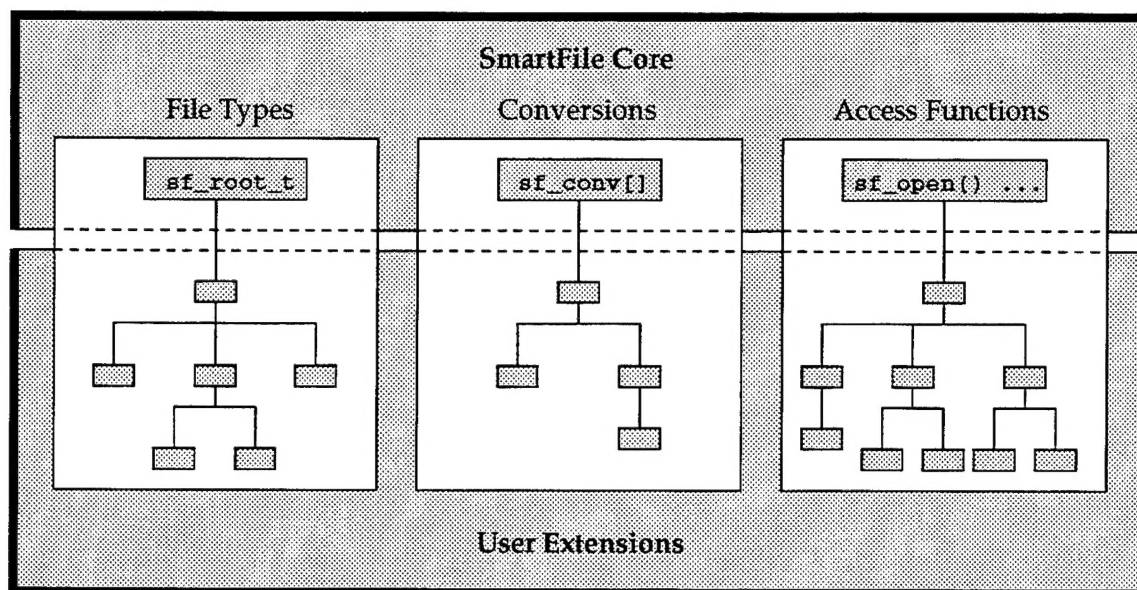 SmartFile Core
File Types
Conversions
Access Functions
sf_root_t
sf_conv[]
sf_open() ...
User Extensions